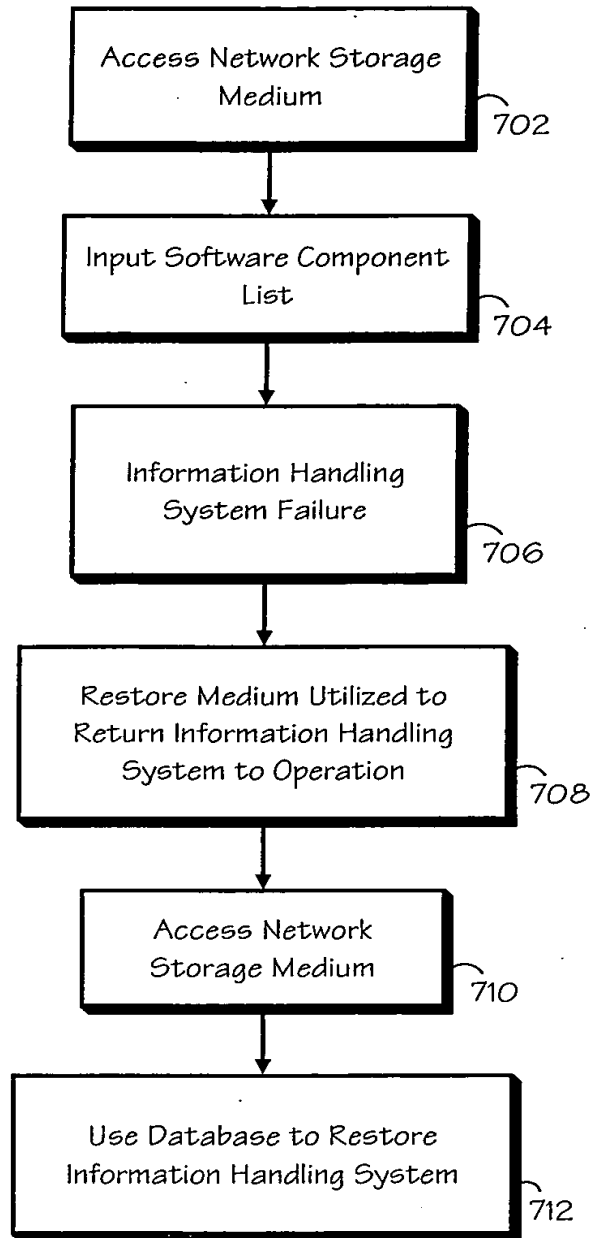 Access Network Storage
Medium
702
Input Software Component
List
704
Information Handling
System Failure
706
Restore Medium Utilized to
Return Information Handling
System to Operation
708
Access Network
Storage Medium
710
Use Database to Restore
Information Handling System
712